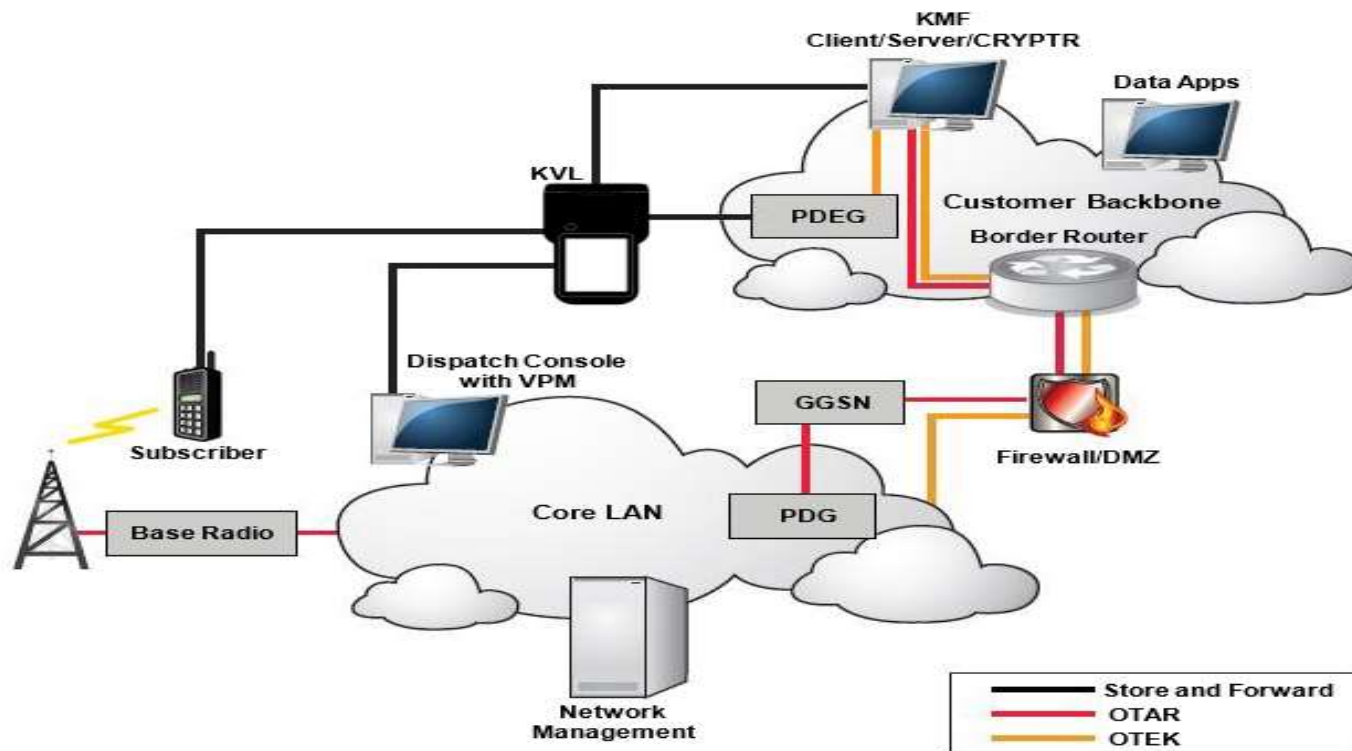 KMF
Client/Server/CRYPTR
Data Apps
KVL
PDEG
Customer Backbone
Border Router
Dispatch Console
with VPM
GGSN
Subscriber
Firewall/DMZ
Core LAN
PDG
Base Radio
Network
Management
Store and Forward
OTAR
OTEK